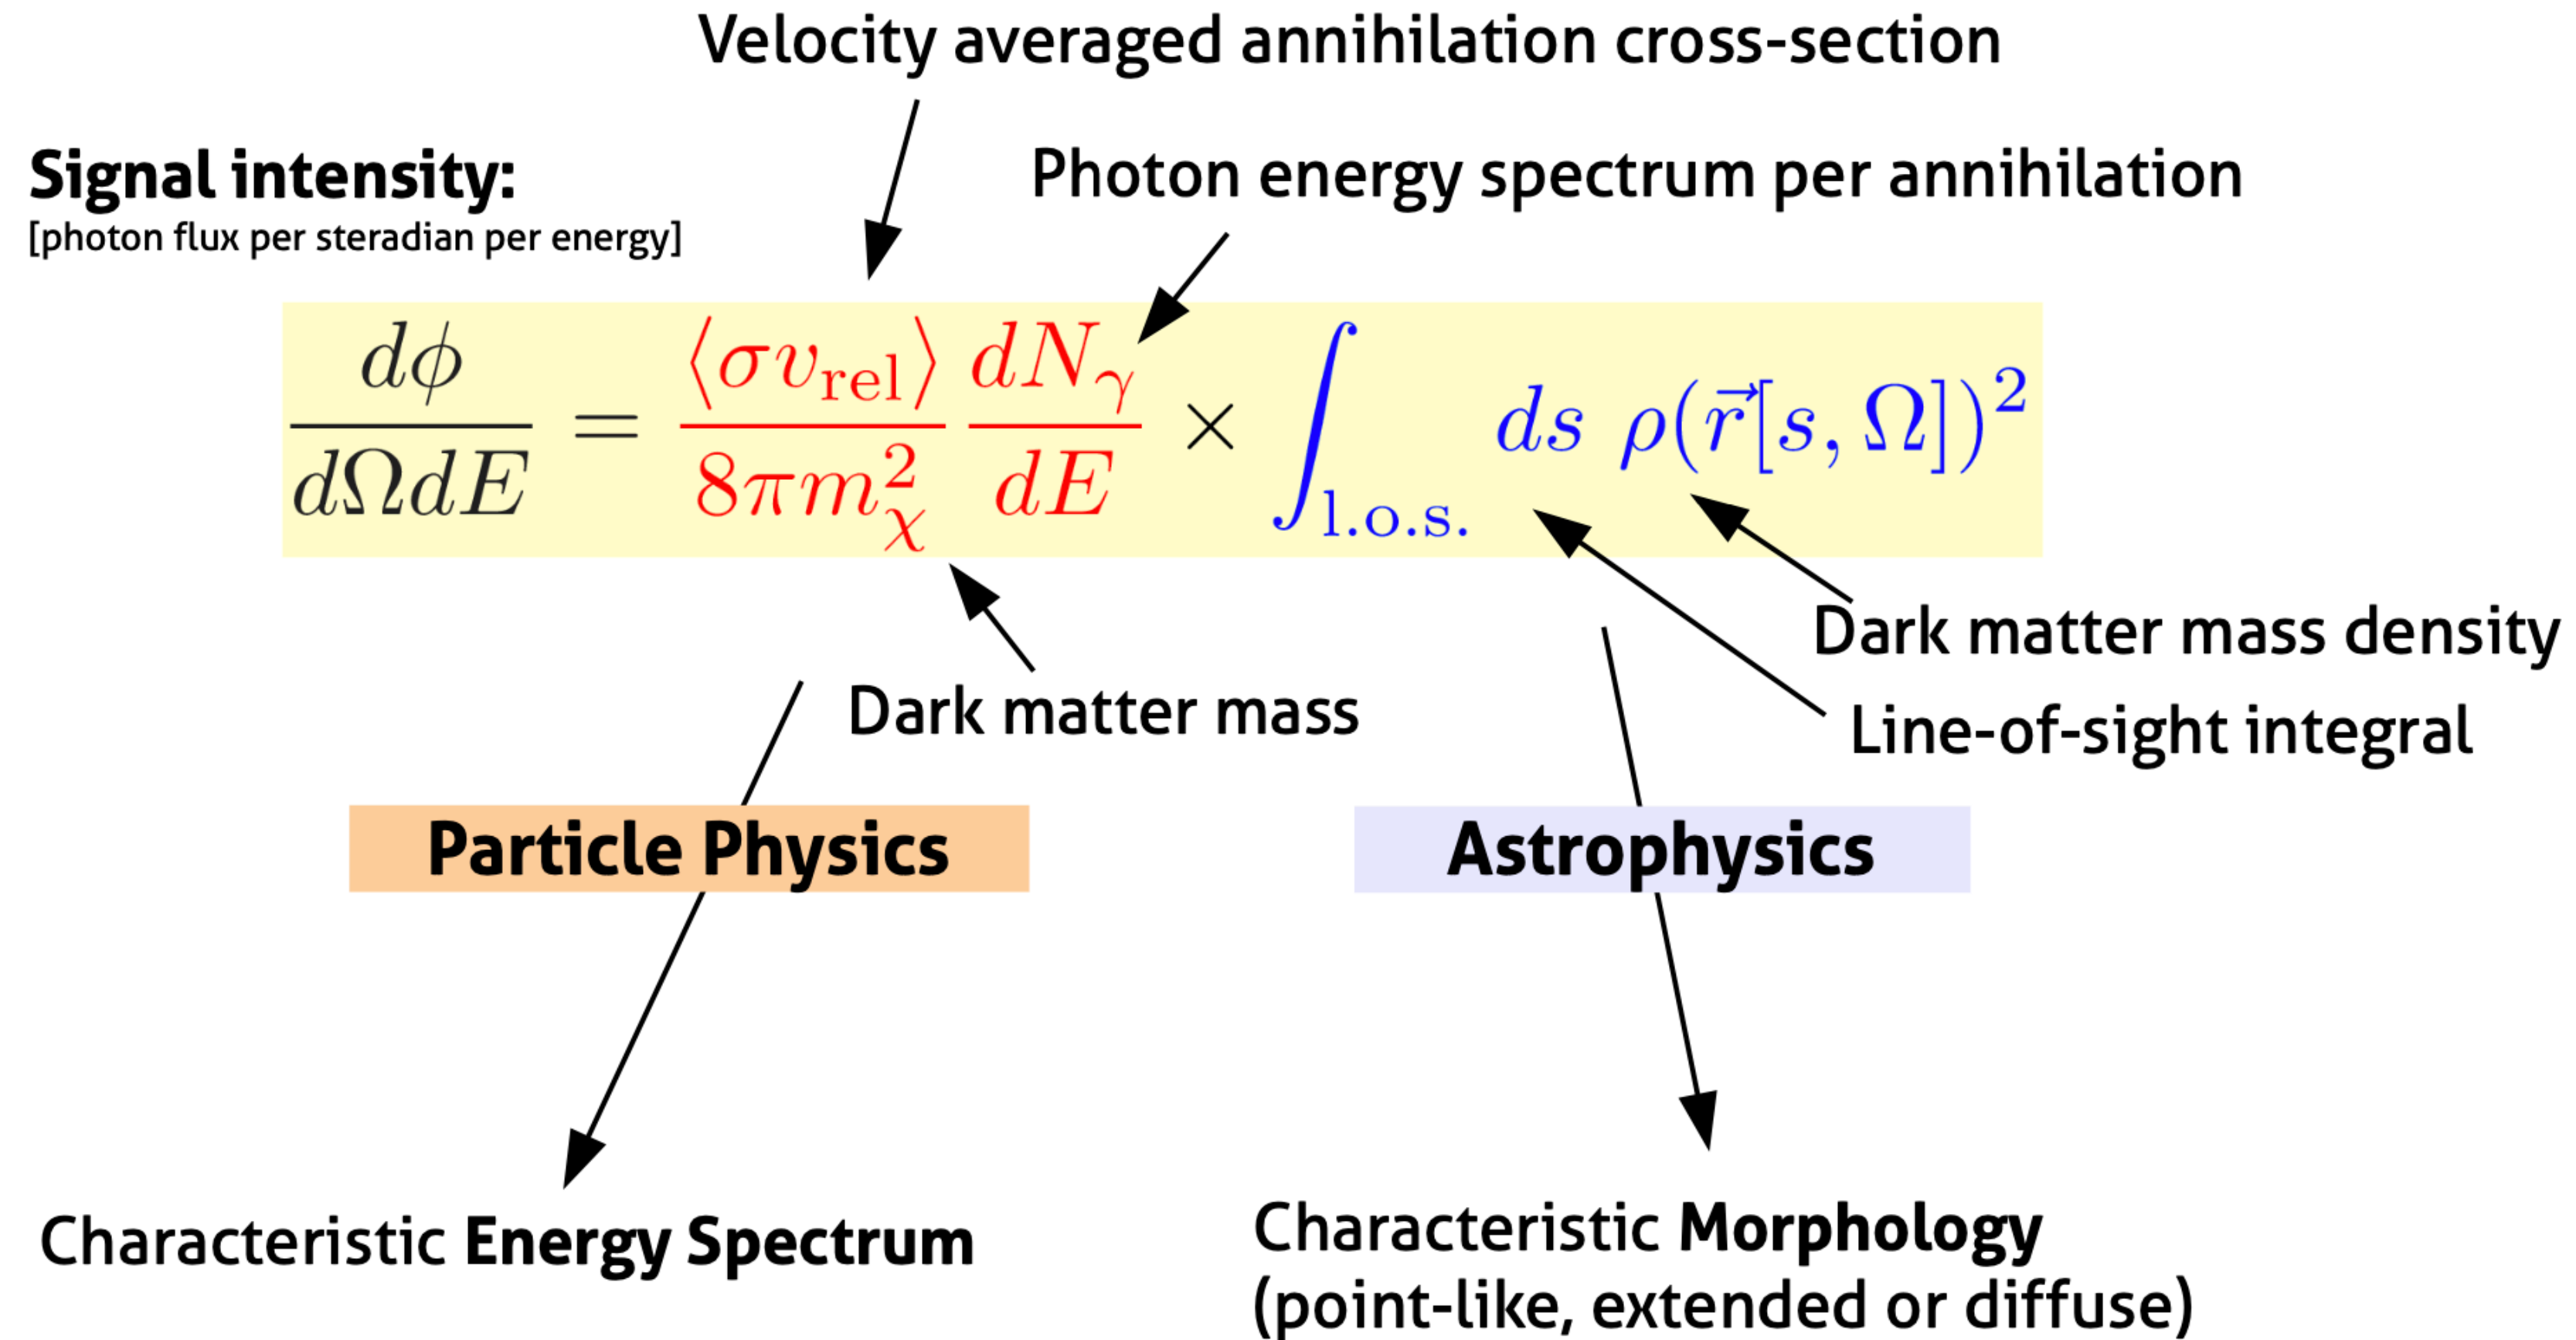 Velocity averaged annihilation cross-section
Signal intensity:
Photon energy spectrum per annihilation
[photon flux per steradian per energy]
dϕ/dΩdE = ⟨σv_rel⟩/8πm_χ^2 dN_γ/dE × ∫_l.o.s. ds ρ(r⃗[s, Ω])^2
Dark matter mass density
Dark matter mass
Line-of-sight integral
Particle Physics
Astrophysics
Characteristic Energy Spectrum
Characteristic Morphology
(point-like, extended or diffuse)